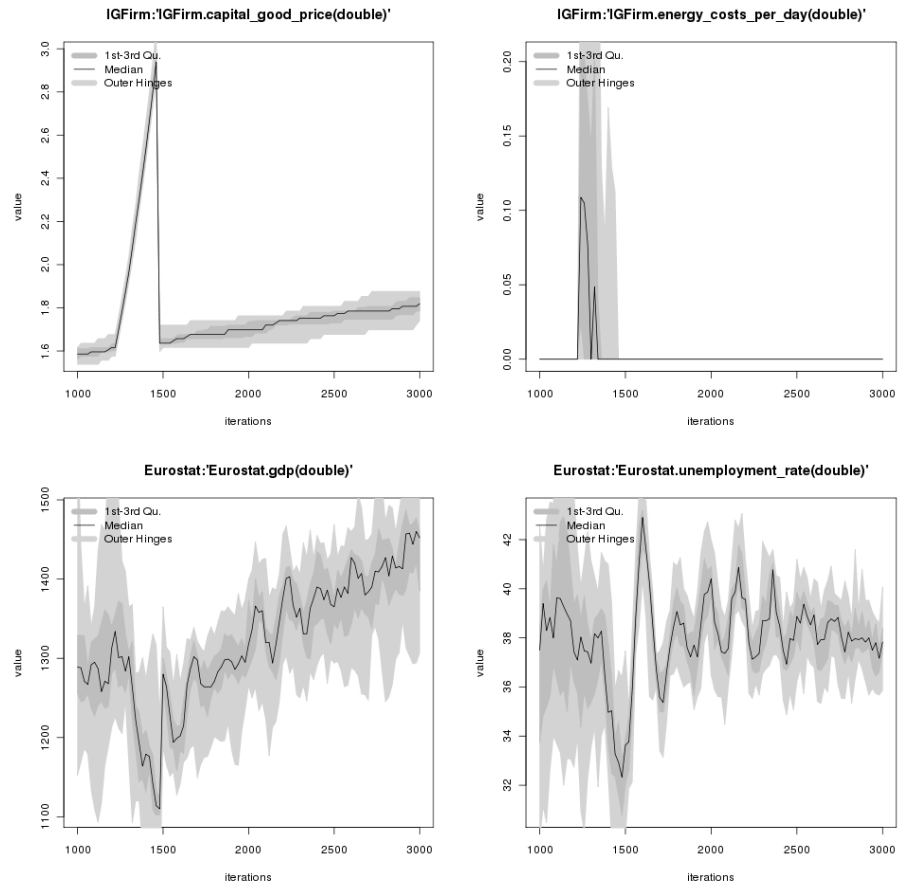 IGFirm:'IGFirm.capital_good_price(double)'
1st-3rd Qu.
Median
Outer Hinges
value
3.0
2.8
2.6
2.4
2.2
2.0
1.8
1.6
1000 1500 2000 2500 3000
iterations
IGFirm:'IGFirm.energy_costs_per_day(double)'
1st-3rd Qu.
Median
Outer Hinges
value
0.20
0.15
0.10
0.05
0.00
1000 1500 2000 2500 3000
iterations
Eurostat:'Eurostat.gdp(double)'
1st-3rd Qu.
Median
Outer Hinges
value
1500
1400
1300
1200
1100
1000 1500 2000 2500 3000
iterations
Eurostat:'Eurostat.unemployment_rate(double)'
1st-3rd Qu.
Median
Outer Hinges
value
42
40
38
36
34
32
1000 1500 2000 2500 3000
iterations